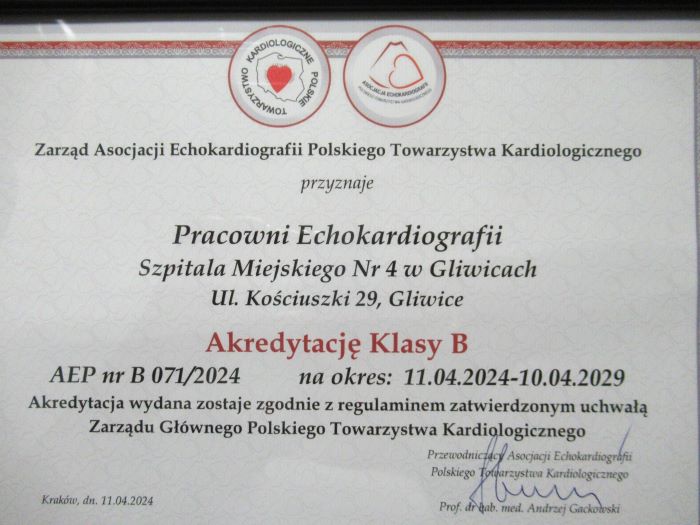 POLSKIE TOWARZYSTWO KARDIOLOGICZNE
ASOCJACJA ECHOKARDIOGRAFII
POLSKIEGO TOWARZYSTWA KARDIOLOGICZNEGO
Zarząd Asocjacji Echokardiografii Polskiego Towarzystwa Kardiologicznego
przyznaje
Pracowni Echokardiografii
Szpitala Miejskiego Nr 4 w Gliwicach
Ul. Kościuszki 29, Gliwice
Akredytację Klasy B
AEP nr B 071/2024 na okres: 11.04.2024-10.04.2029
Akredytacja wydana zostaje zgodnie z regulaminem zatwierdzonym uchwałą
Zarządu Głównego Polskiego Towarzystwa Kardiologicznego
Przewodniczący Asocjacji Echokardiografii
Polskiego Towarzystwa Kardiologicznego
Kraków, dn. 11.04.2024
Prof. dr hab. med. Andrzej Gackowski